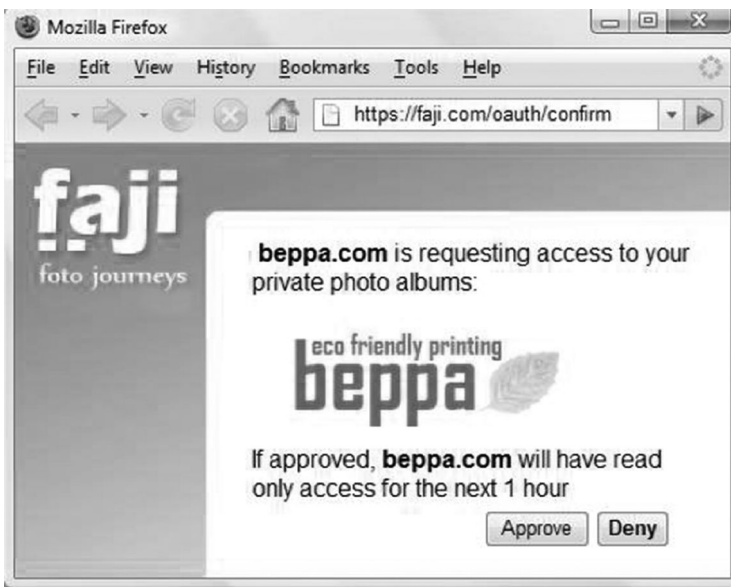 Mozilla Firefox
File Edit View History Bookmarks Tools Help
https://faji.com/oauth/confirm
faji
foto journeys
beppa.com is requesting access to your
private photo albums:
eco friendly printing
beppa
If approved, beppa.com will have read
only access for the next 1 hour
Approve Deny